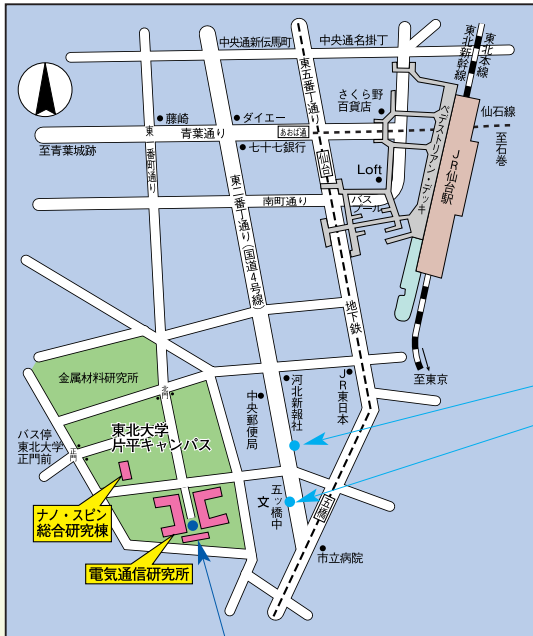 中央通新伝馬町
中央通名掛丁
東北本線
東北新幹線
東五番丁通り
さくら野
百貨店
藤崎
ダイエー
青葉通り
あおば通
仙石線
至石巻
至青葉城跡
七十七銀行
東一番町通り
仙台
Loft
ペデストリアン・デッキ
JR仙台駅
バス
プール
南町通り
東二番丁通り(国道4号線)
地下鉄
至東京
金属材料研究所
北門
河北新報社
JR東日本
中央郵便局
東北大学
片平キャンパス
バス停
東北大学
正門前
正門
ナノ・スピン
総合研究棟
文
五ッ橋中
五橋
市立病院
電気通信研究所